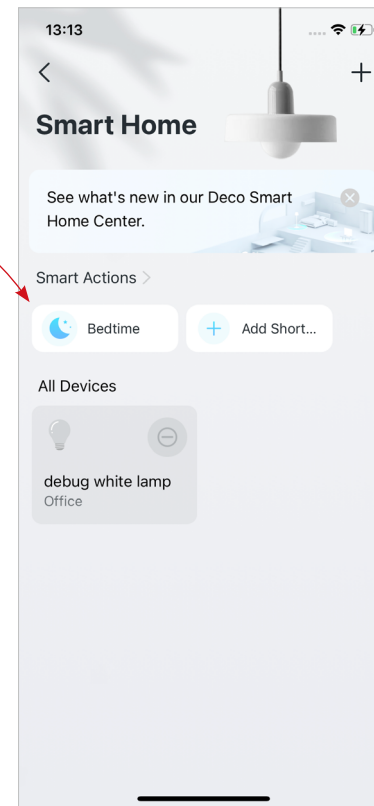 13:13
Smart Home
See what's new in our Deco Smart
Home Center.
Smart Actions
Bedtime
Add Short...
All Devices
debug white lamp
Office